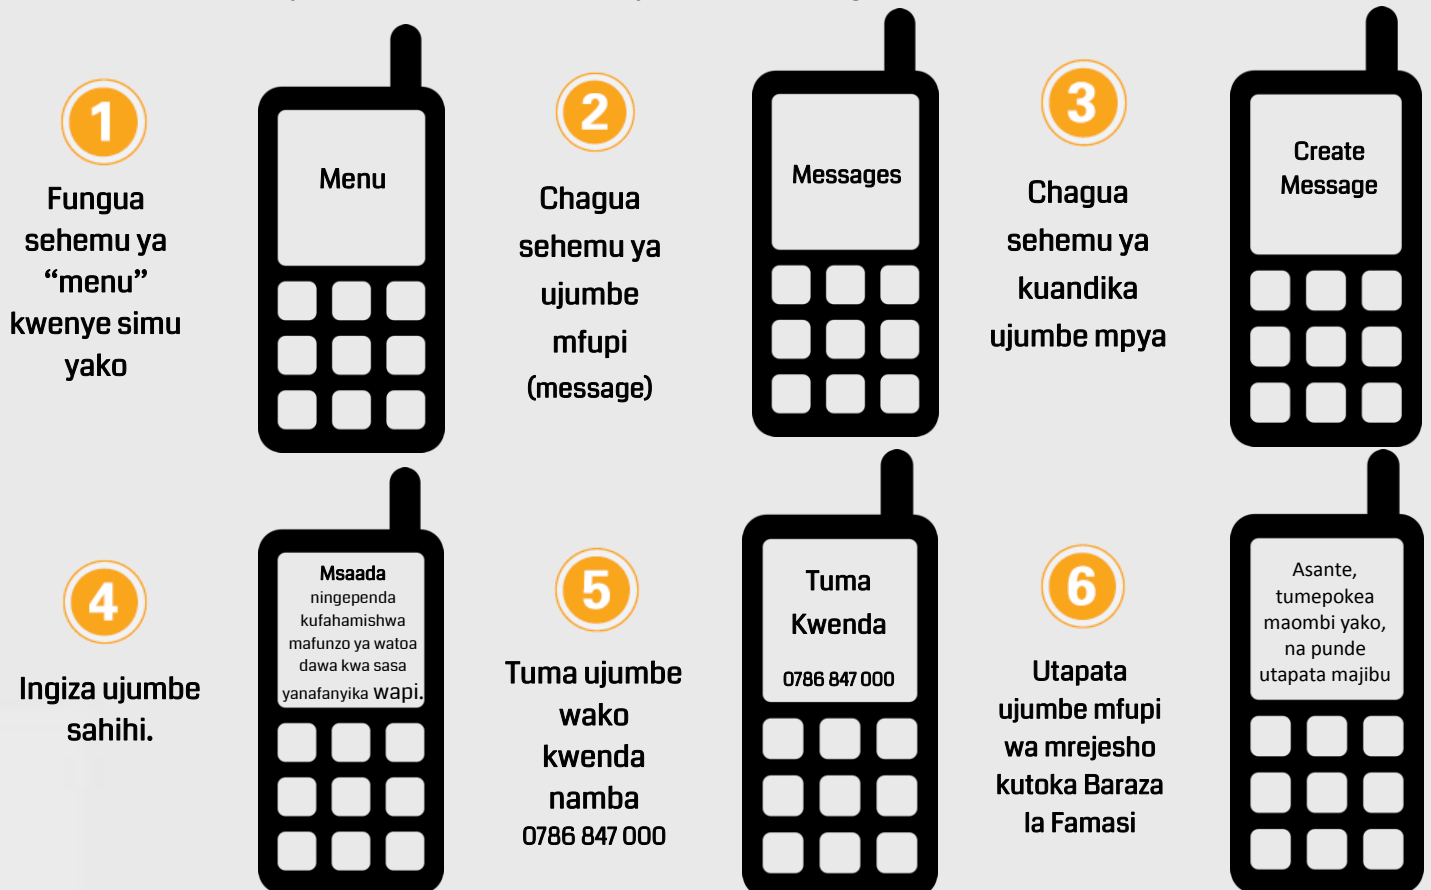 1
Fungua
sehemu ya
“menu”
kwenye simu
yako
Menu
2
Chagua
sehemu ya
ujumbe
mfupi
(message)
Messages
3
Chagua
sehemu ya
kuandika
ujumbe mpya
Create
Message
4
Ingiza ujumbe
sahihi.
Msaada
ningependa
kufahamishwa
mafunzo ya watoa
dawa kwa sasa
yanafanyika wapi.
5
Tuma ujumbe
wako
kwenda
namba
0786 847 000
Tuma
Kwenda
0786 847 000
6
Utapata
ujumbe mfupi
wa mrejesho
kutoka Baraza
la Famasi
Asante,
tumepokea
maombi yako,
na punde
utapata majibu